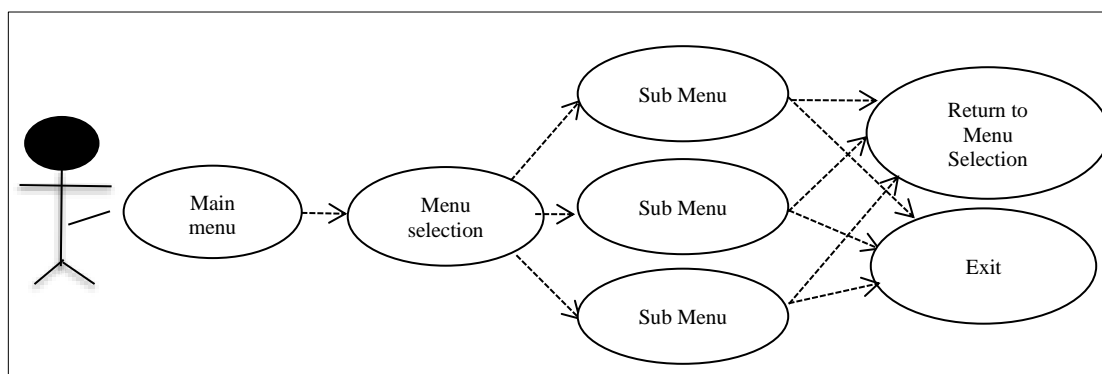 Main
menu
Menu
selection
Sub Menu
Sub Menu
Sub Menu
Return to
Menu
Selection
Exit